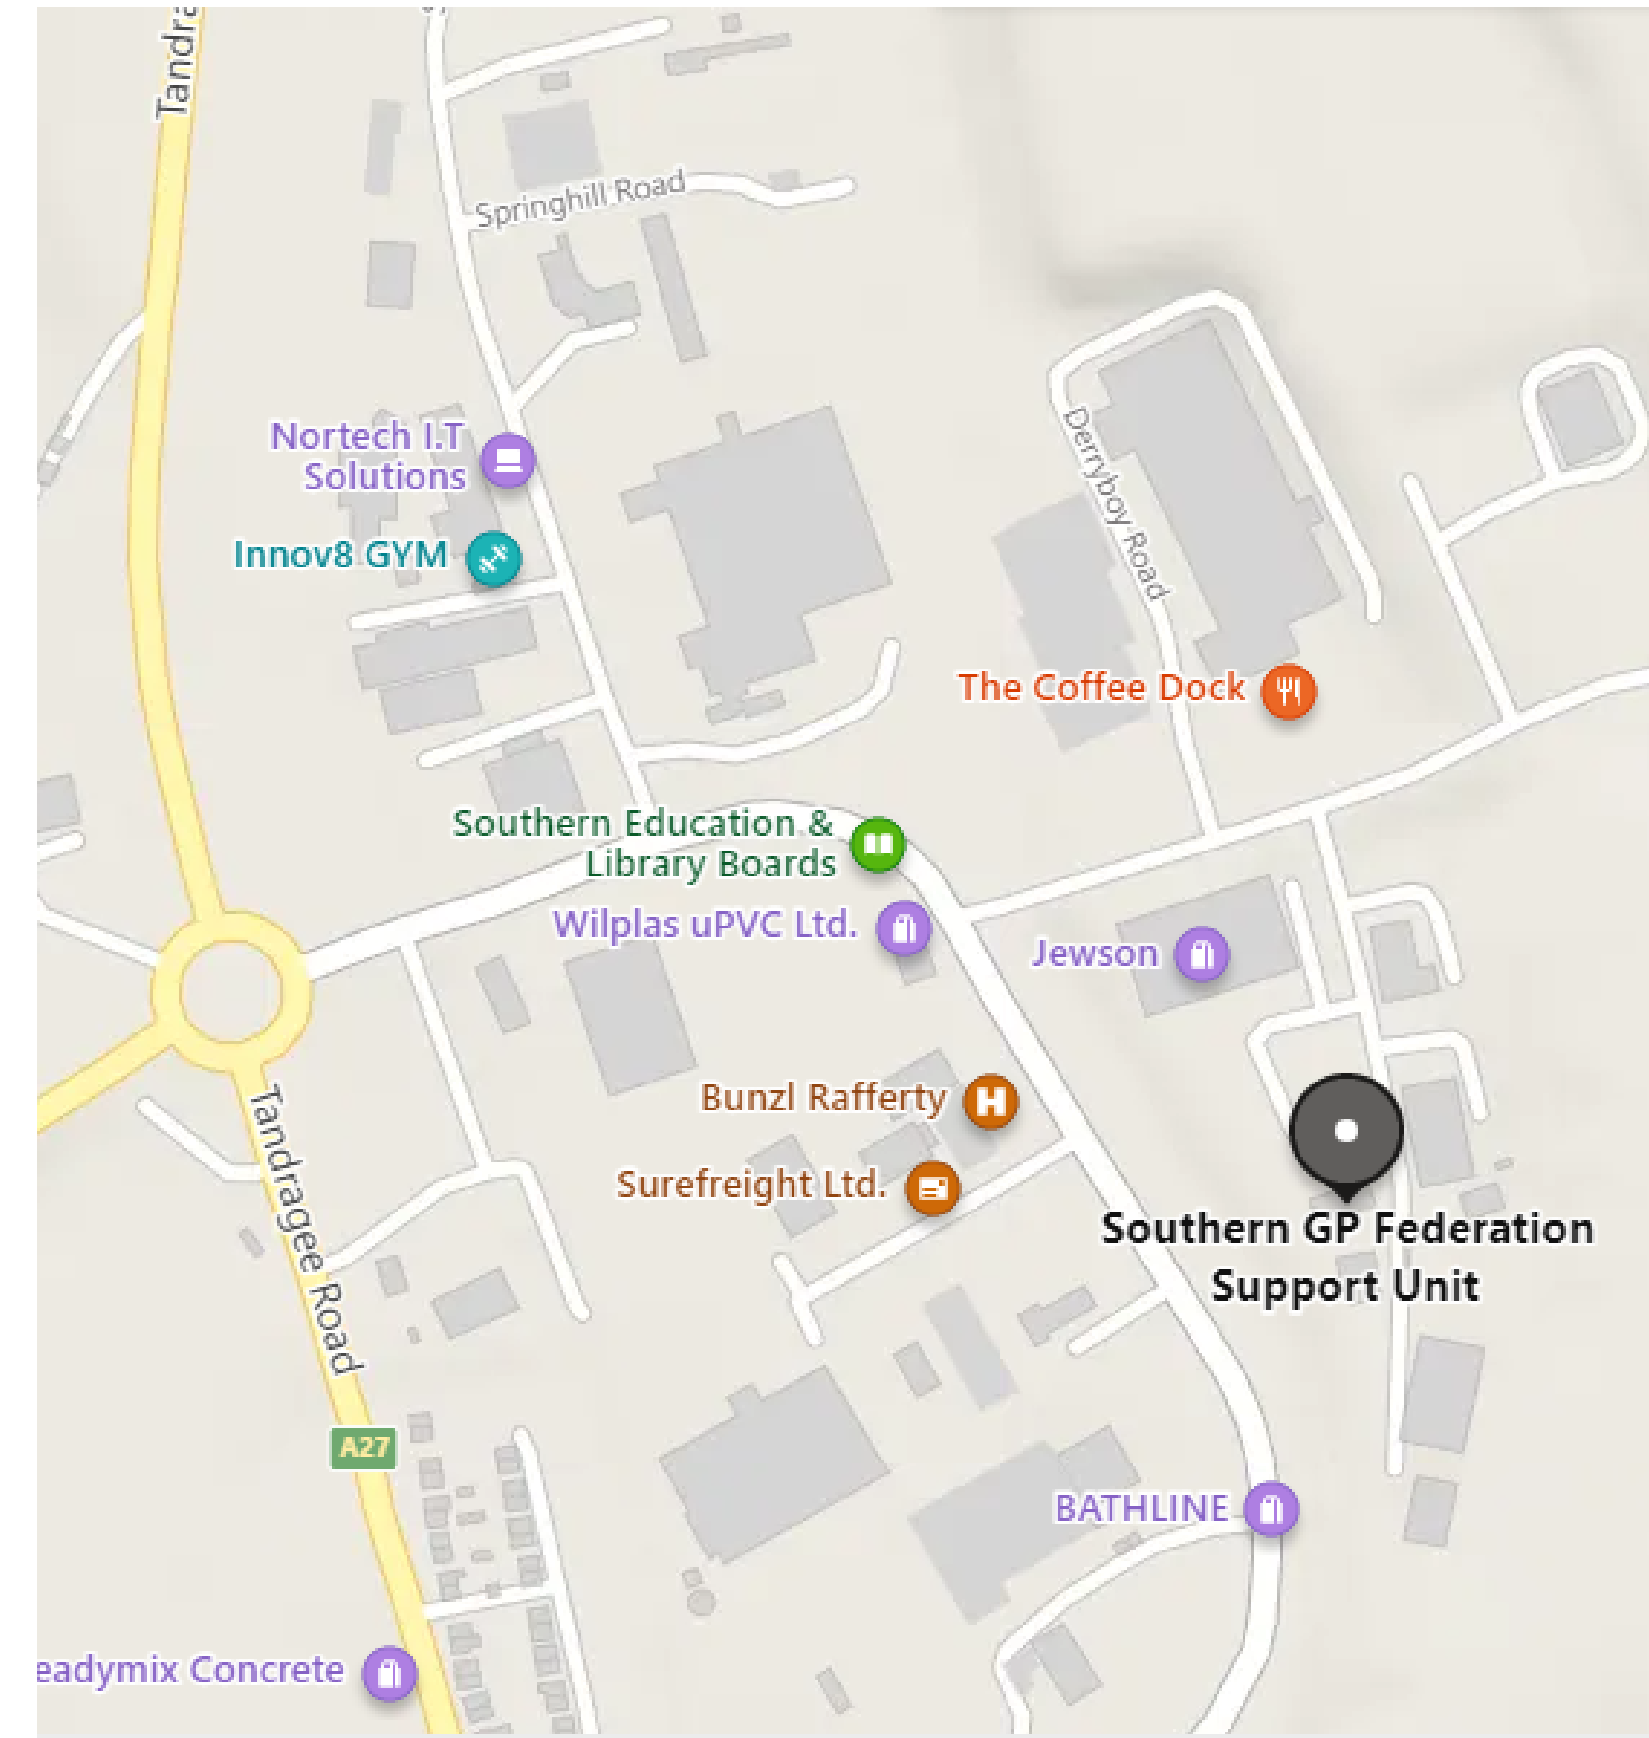 Tandra
Springhill Road
Nortech I.T
Solutions
Innov8 GYM
Derryboy Road
The Coffee Dock
Southern Education &
Library Boards
Wilplas uPVC Ltd.
Jewson
Bunzl Rafferty
Surefreight Ltd.
Southern GP Federation
Support Unit
Tandragee Road
A27
BATHLINE
eadymix Concrete